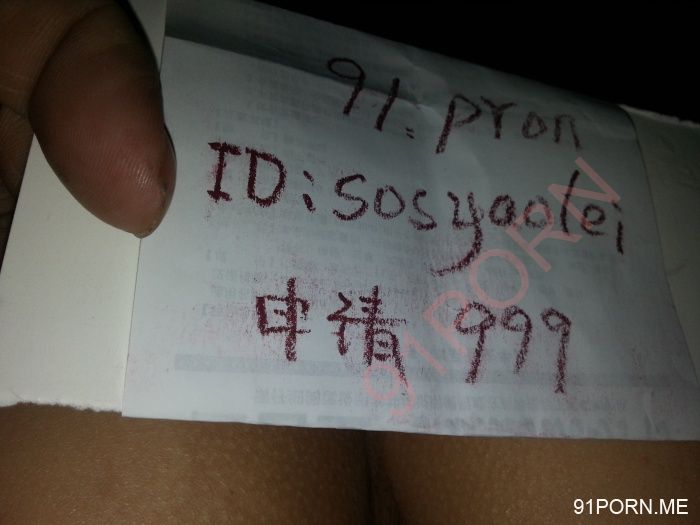 91:pron
ID:sosyaolei
申请 999
91PORN
91PORN.ME